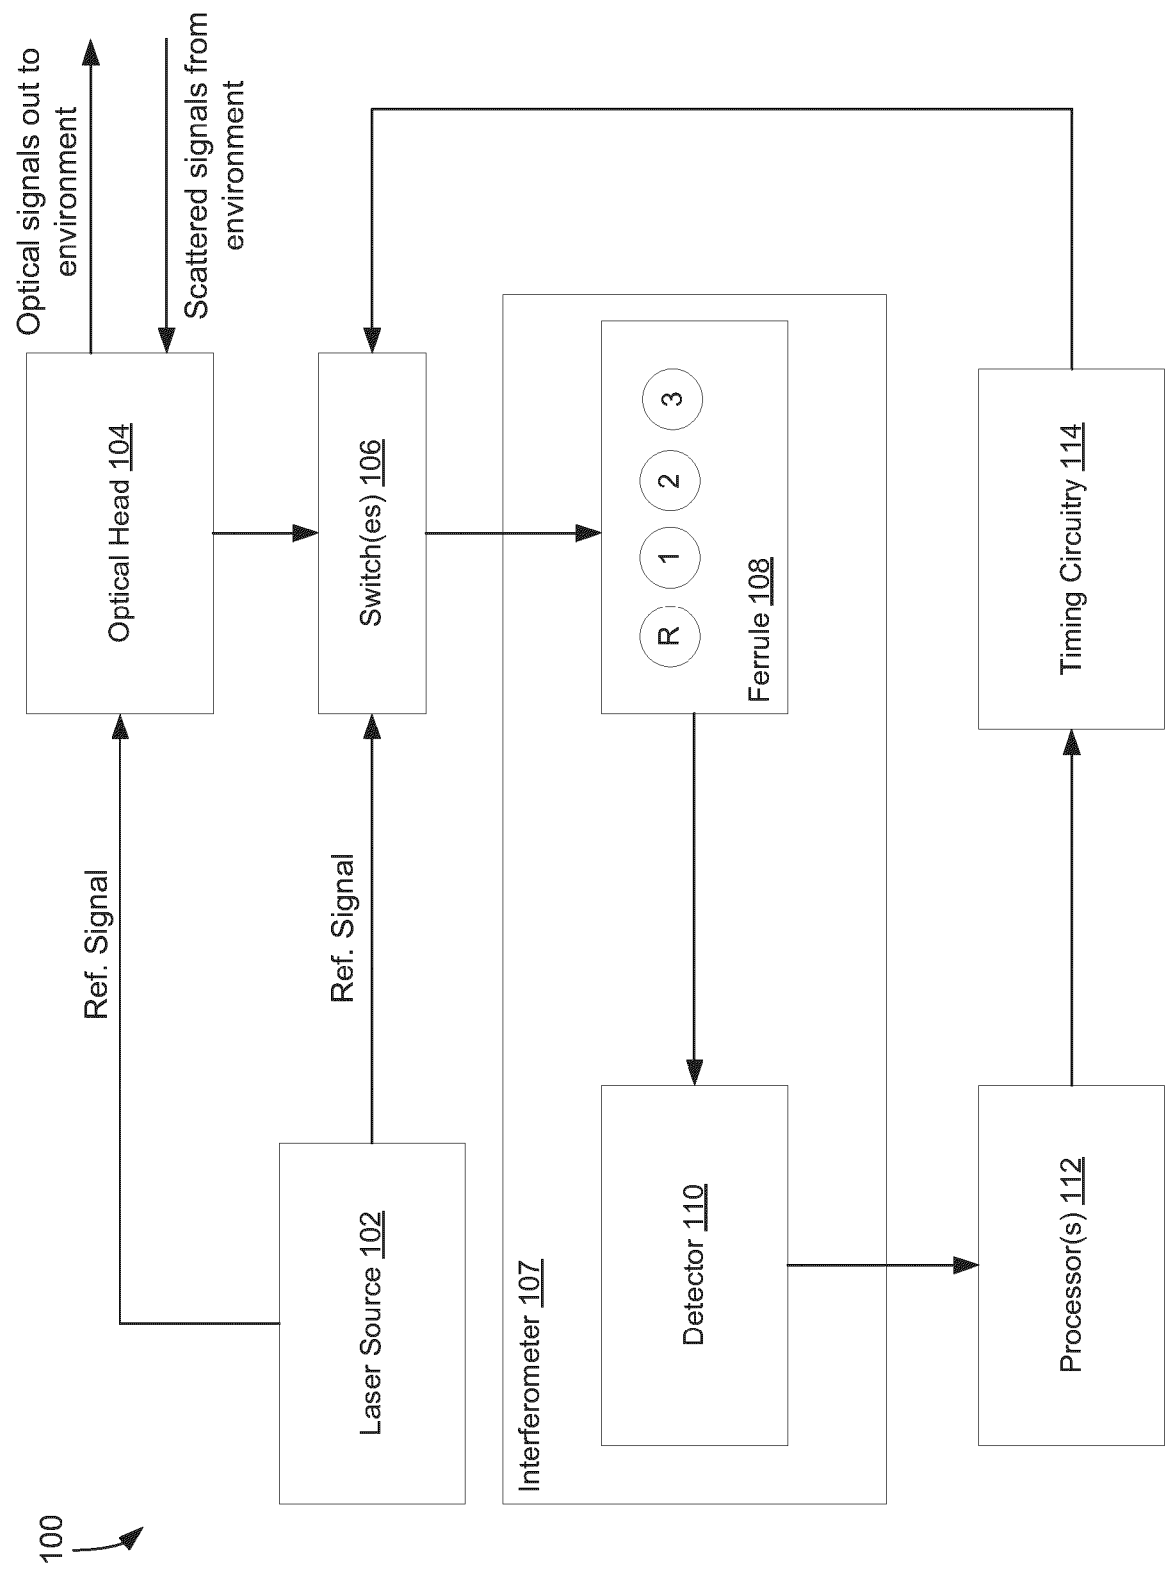 100
Optical signals out to
environment
Scattered signals from
environment
Ref. Signal
Optical Head 104
Ref. Signal
Laser Source 102
Switch(es) 106
Interferometer 107
Detector 110
R
1
2
3
Ferrule 108
Processor(s) 112
Timing Circuitry 114